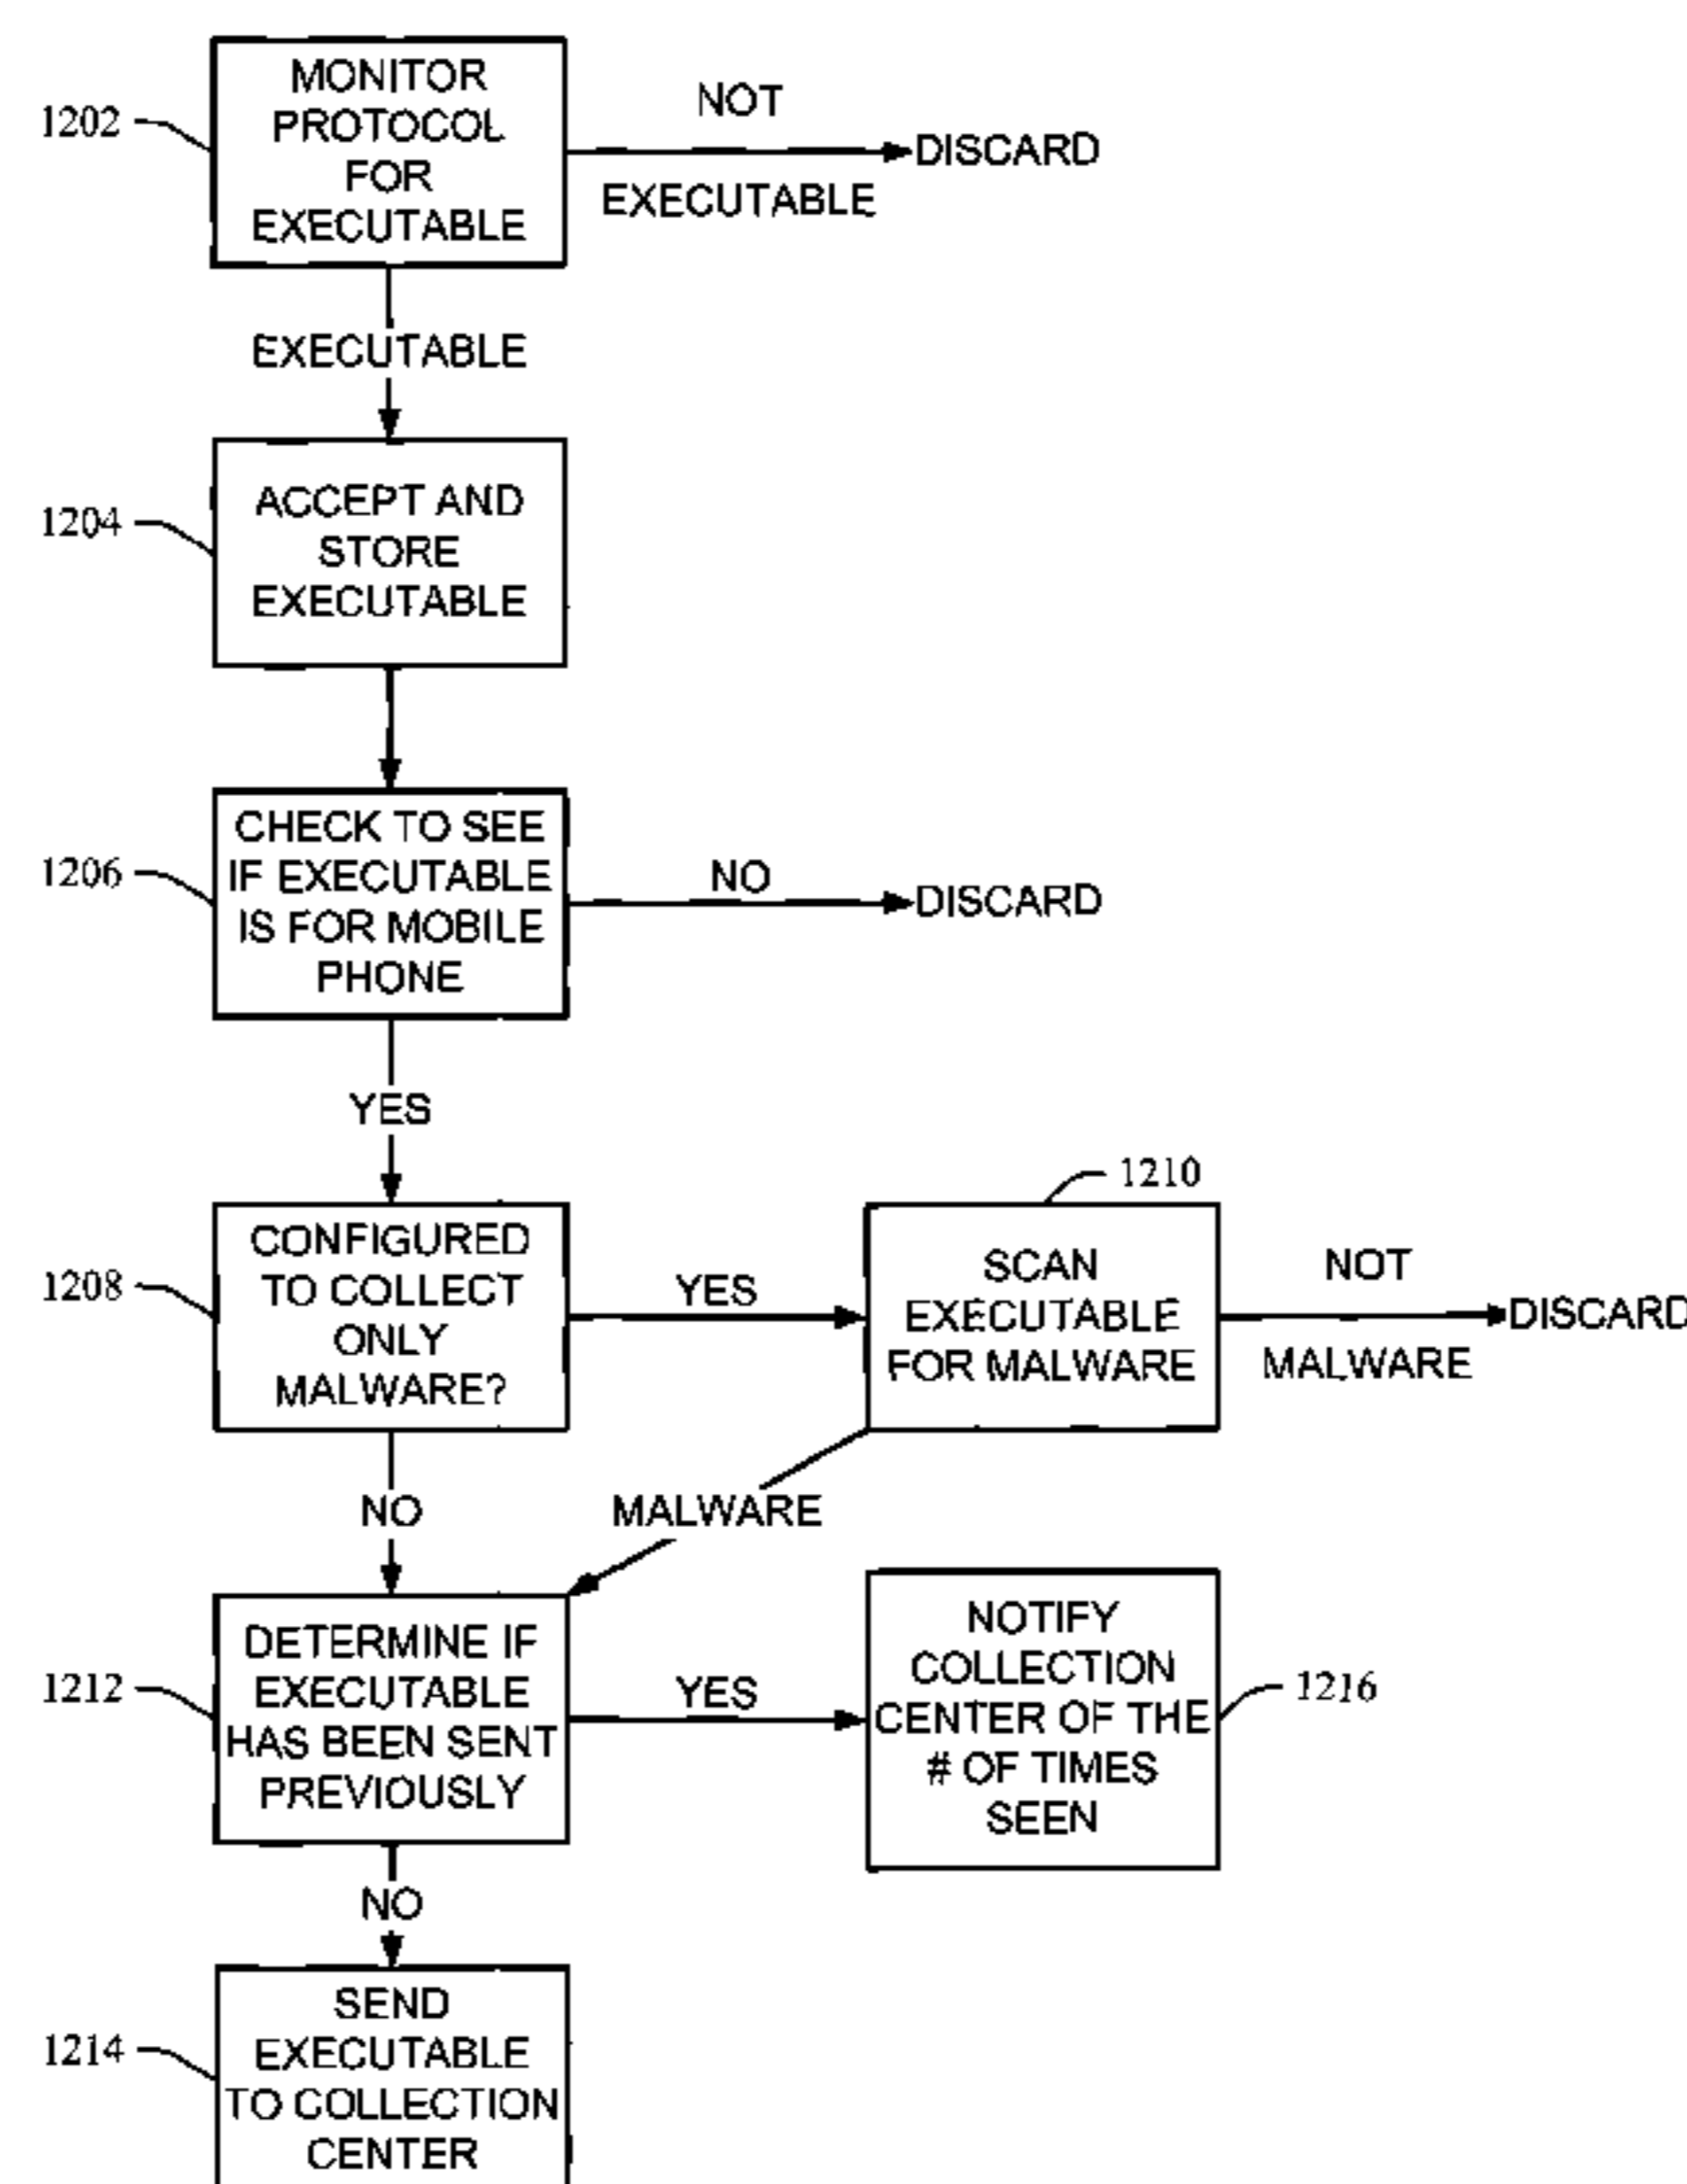 MONITOR
PROTOCOL
FOR
EXECUTABLE
1202
NOT
EXECUTABLE
DISCARD
EXECUTABLE
ACCEPT AND
STORE
EXECUTABLE
1204
CHECK TO SEE
IF EXECUTABLE
IS FOR MOBILE
PHONE
1206
NO
DISCARD
YES
CONFIGURED
TO COLLECT
ONLY
MALWARE?
1208
YES
1210
SCAN
EXECUTABLE
FOR MALWARE
NOT
MALWARE
DISCARD
NO
MALWARE
DETERMINE IF
EXECUTABLE
HAS BEEN SENT
PREVIOUSLY
1212
YES
NOTIFY
COLLECTION
CENTER OF THE
# OF TIMES
SEEN
1216
NO
SEND
EXECUTABLE
TO COLLECTION
CENTER
1214